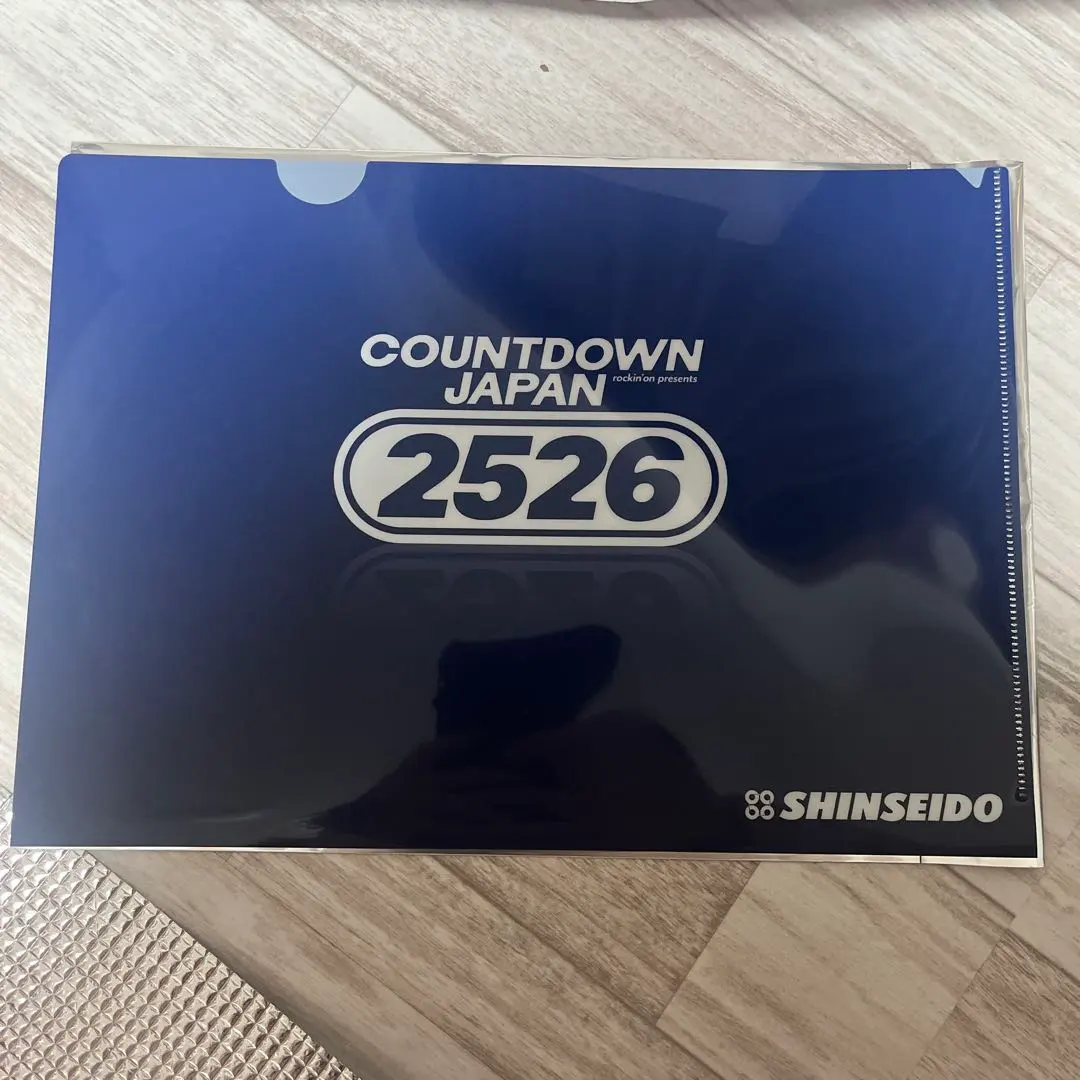 COUNTDOWN
JAPAN rockin'on presents
2526
SHINSEIDO